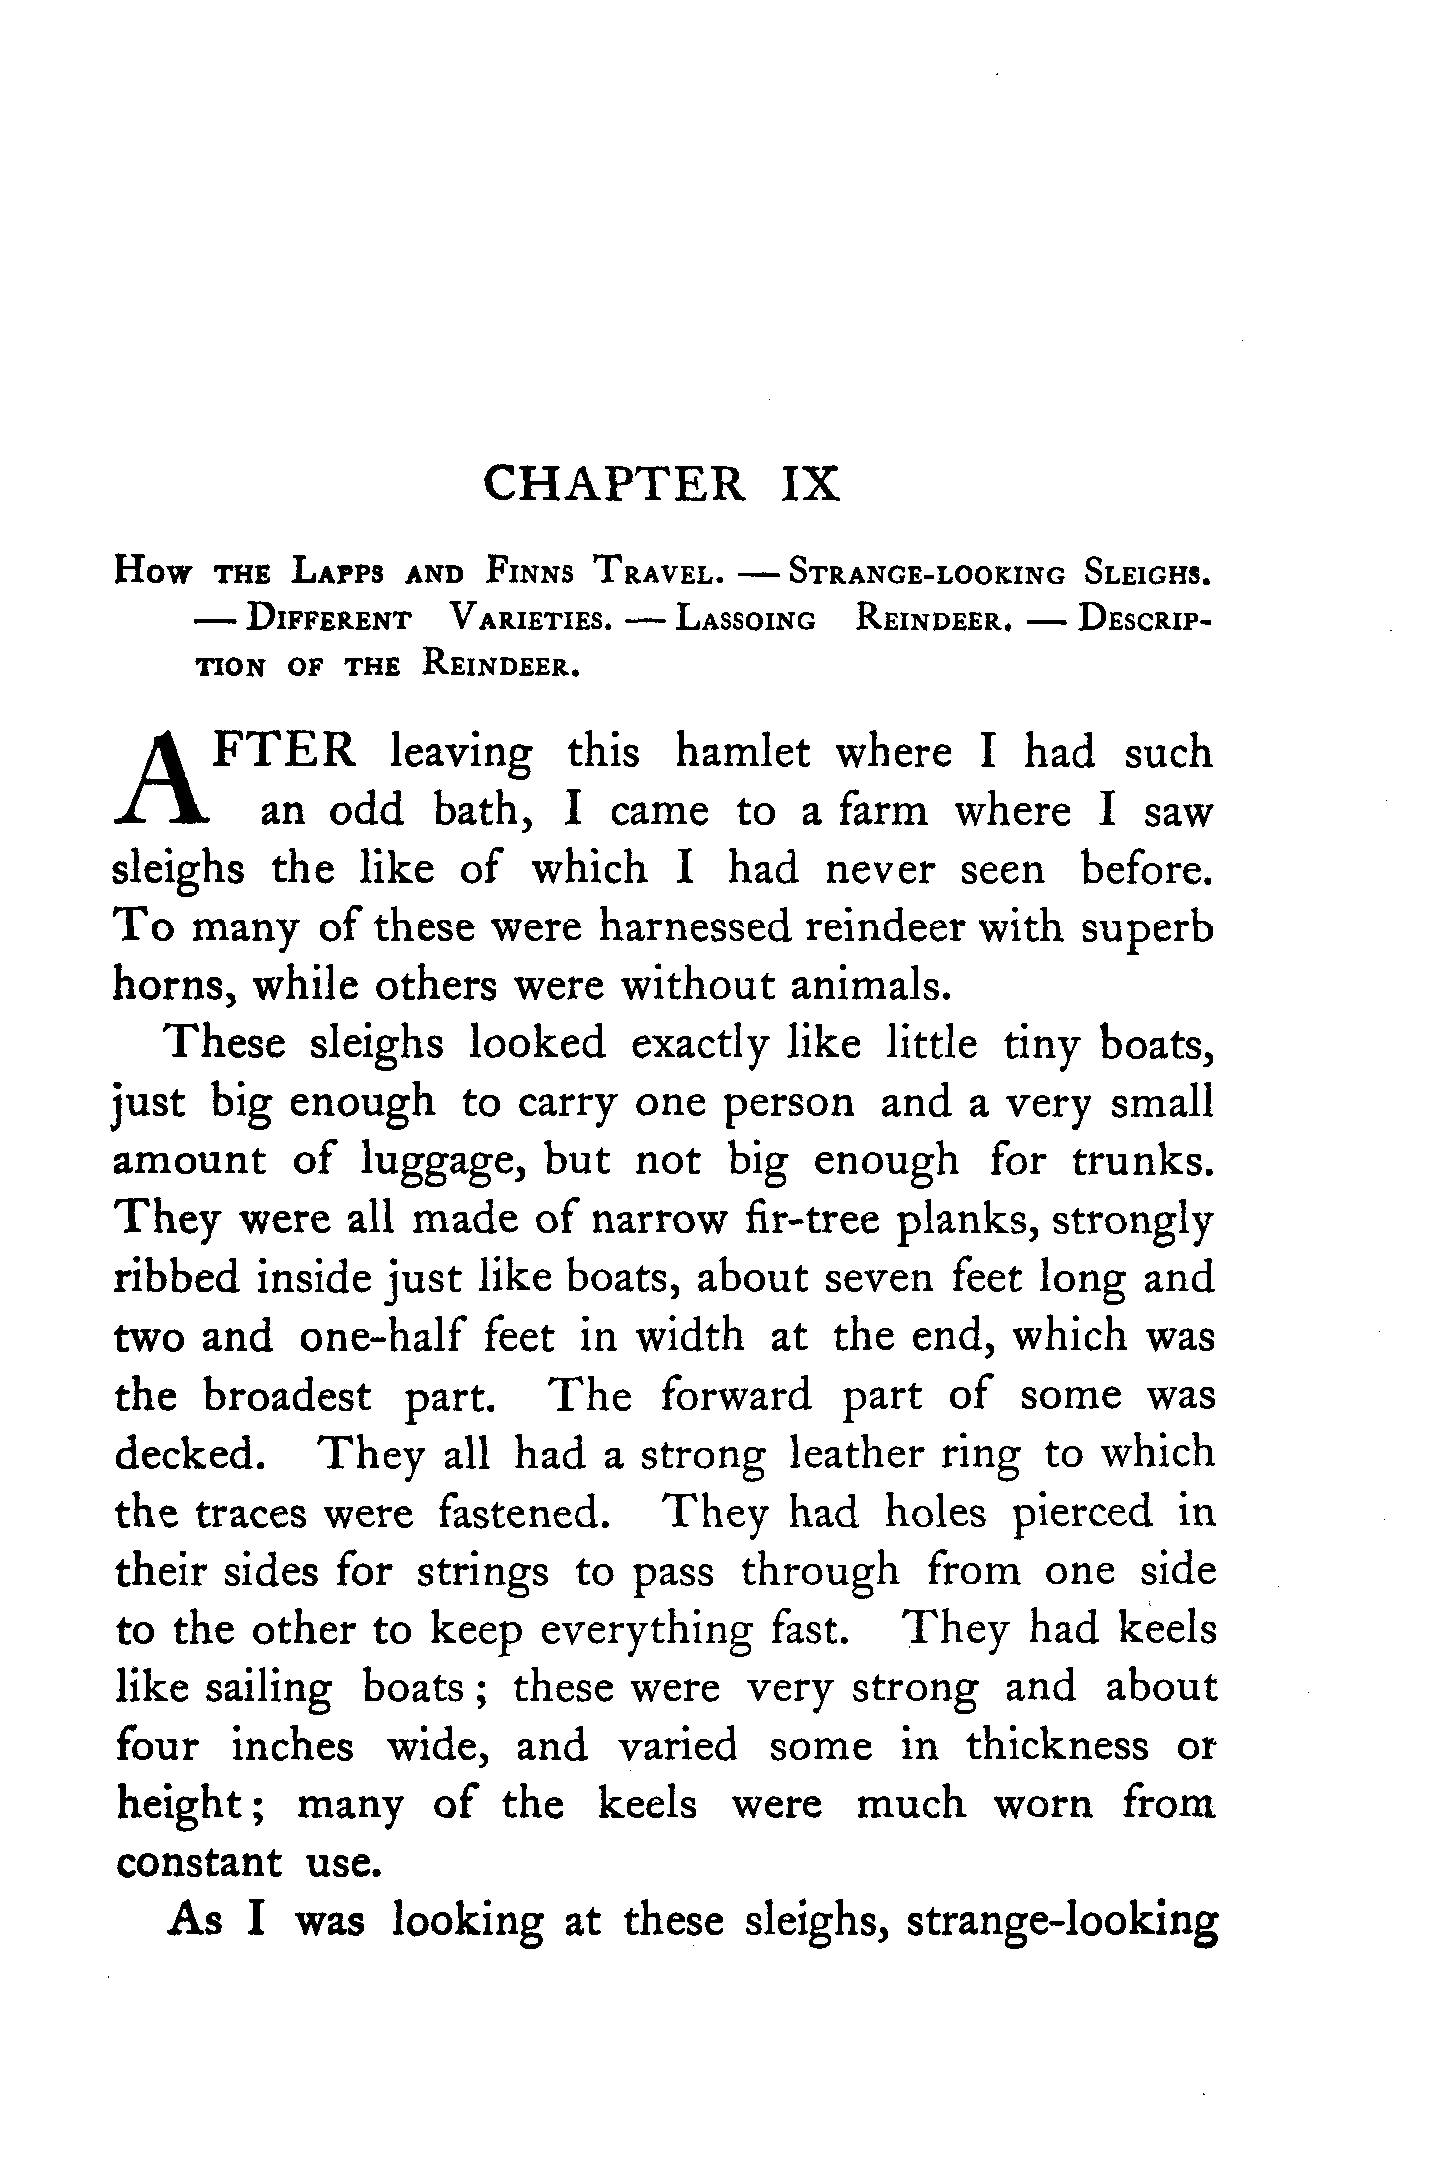 CHAPTER IX
How the Lapps and Finns Travel. — Strange-looking Sleighs.
— Different Varieties. — Lassoing Reindeer. — Descrip-
tion of the Reindeer.
AFTER leaving this hamlet where I had such
an odd bath, I came to a farm where I saw
sleighs the like of which I had never seen before.
To many of these were harnessed reindeer with superb
horns, while others were without animals.
These sleighs looked exactly like little tiny boats,
just big enough to carry one person and a very small
amount of luggage, but not big enough for trunks.
They were all made of narrow fir-tree planks, strongly
ribbed inside just like boats, about seven feet long and
two and one-half feet in width at the end, which was
the broadest part. The forward part of some was
decked. They all had a strong leather ring to which
the traces were fastened. They had holes pierced in
their sides for strings to pass through from one side
to the other to keep everything fast. They had keels
like sailing boats; these were very strong and about
four inches wide, and varied some in thickness or
height; many of the keels were much worn from
constant use.
As I was looking at these sleighs, strange-looking